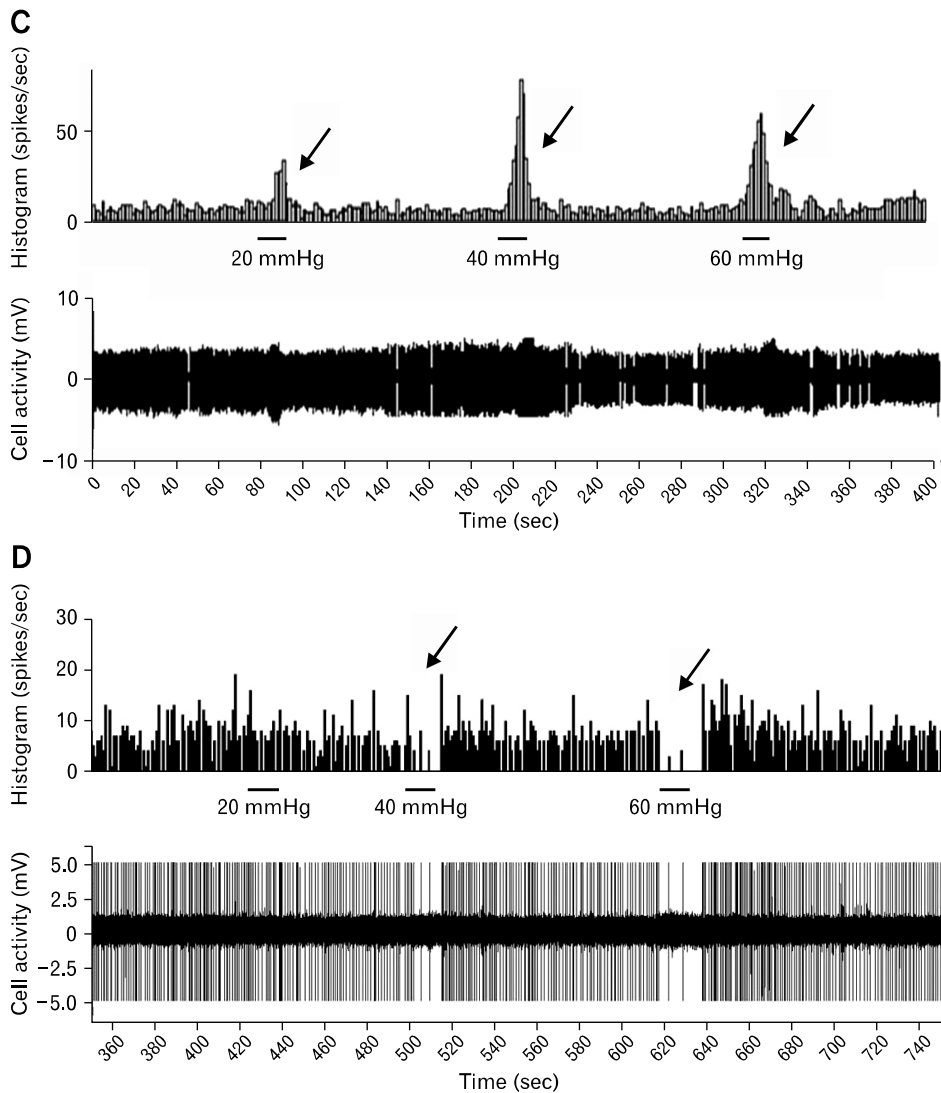 C
Histogram (spikes/sec)
50
0
20 mmHg
40 mmHg
60 mmHg
Cell activity (mV)
10
0
−10
0 20 40 60 80 100 120 140 160 180 200 220 240 260 280 300 320 340 360 380 400
Time (sec)
D
Histogram (spikes/sec)
30
20
10
0
20 mmHg
40 mmHg
60 mmHg
Cell activity (mV)
5.0
2.5
0
−2.5
−5.0
360 380 400 420 440 460 480 500 520 540 560 580 600 620 640 660 680 700 720 740
Time (sec)